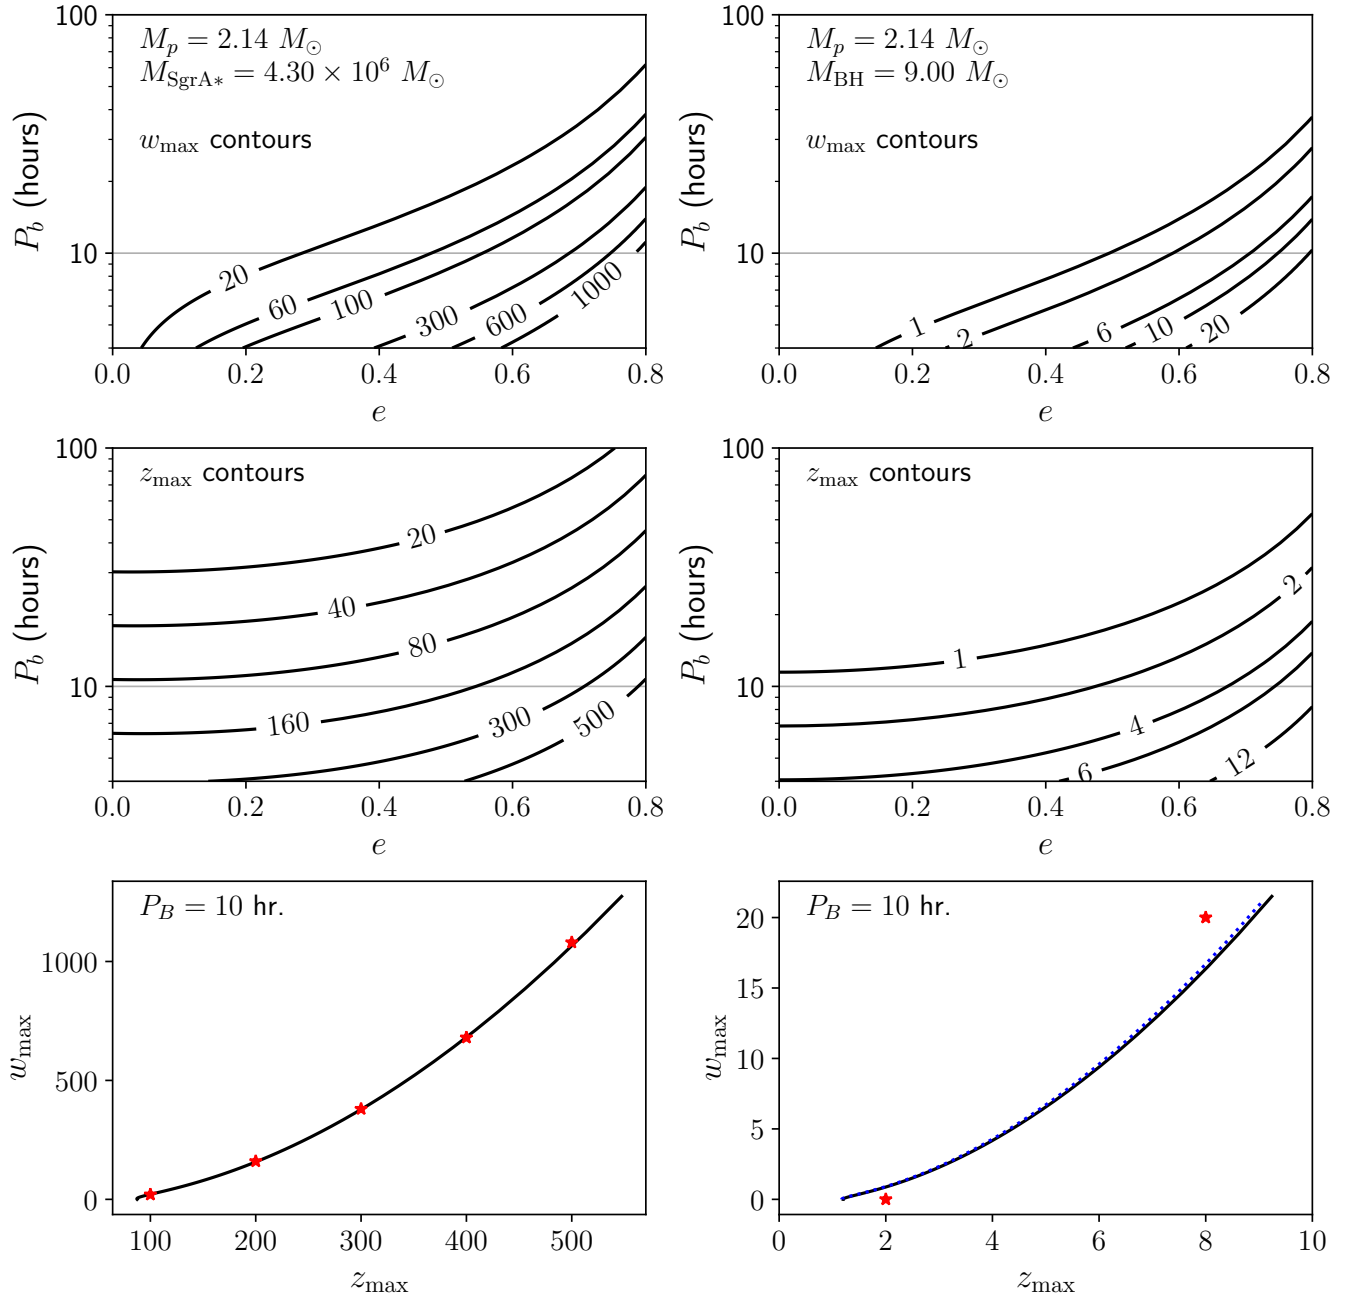 M_p = 2.14 M_⊙
M_SgrA* = 4.30 × 10^6 M_⊙
w_max contours
100
10
P_b (hours)
20
60
100
300
600
1000
0.0 0.2 0.4 0.6 0.8
e
M_p = 2.14 M_⊙
M_BH = 9.00 M_⊙
w_max contours
100
10
P_b (hours)
1
2
6
10
20
0.0 0.2 0.4 0.6 0.8
e
z_max contours
100
10
P_b (hours)
20
40
80
160
300
500
0.0 0.2 0.4 0.6 0.8
e
z_max contours
100
10
P_b (hours)
1
2
4
6
12
0.0 0.2 0.4 0.6 0.8
e
P_B = 10 hr.
1000
500
0
w_max
100 200 300 400 500
z_max
P_B = 10 hr.
20
15
10
5
0
w_max
0 2 4 6 8 10
z_max